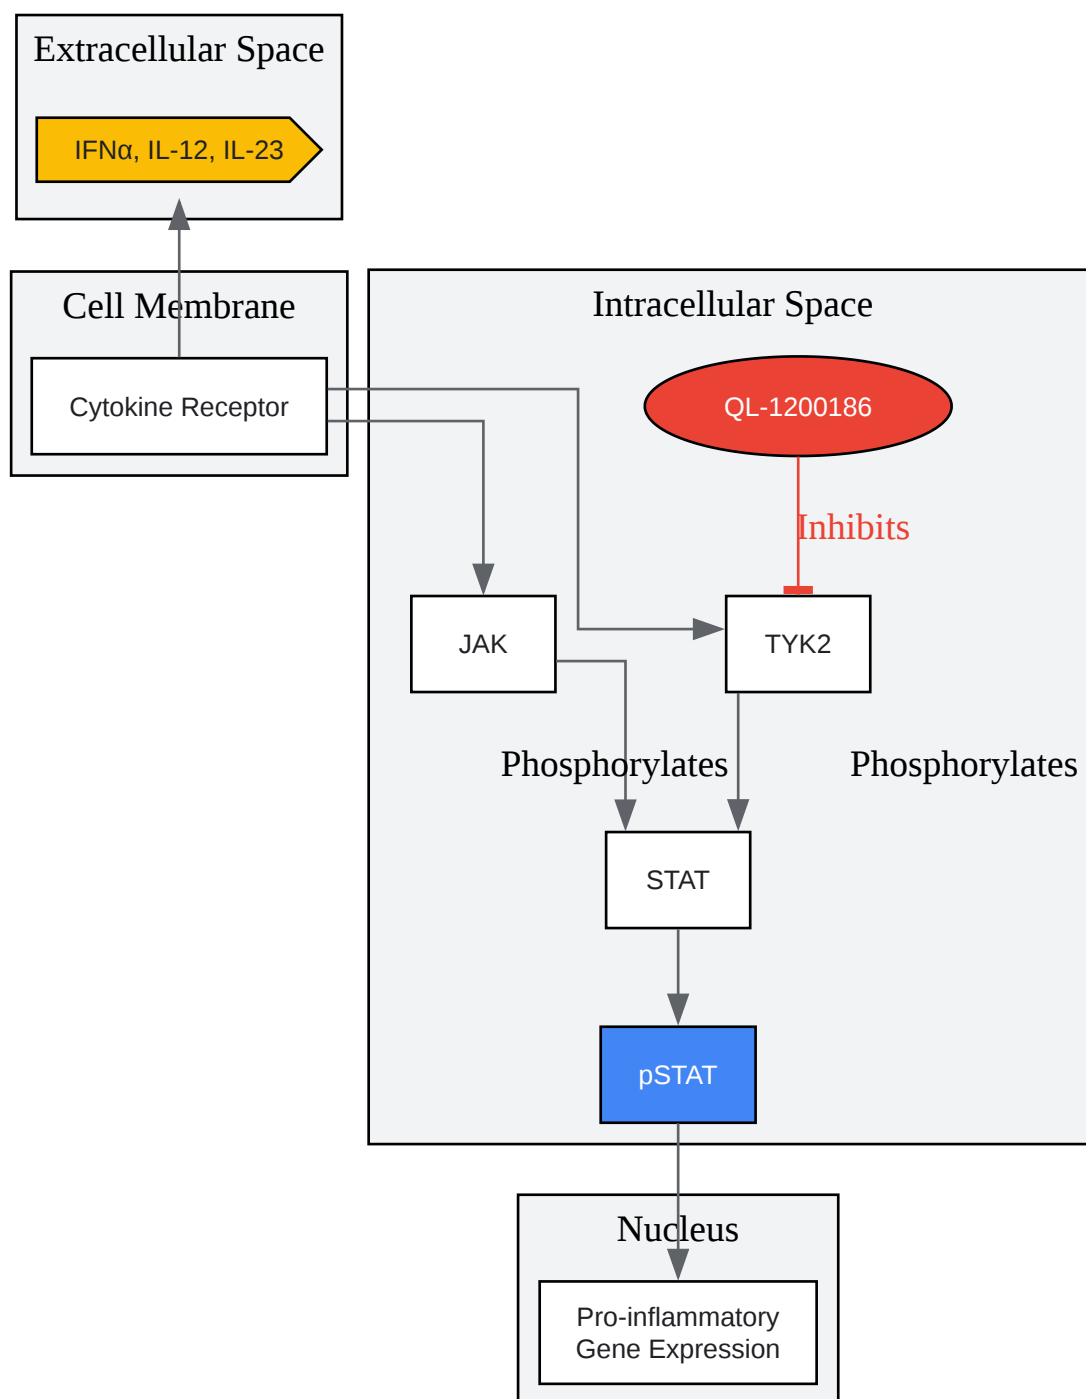 Extracellular Space
IFNα, IL-12, IL-23
Cell Membrane
Cytokine Receptor
Intracellular Space
QL-1200186
Inhibits
JAK
TYK2
Phosphorylates
Phosphorylates
STAT
pSTAT
Nucleus
Pro-inflammatory
Gene Expression